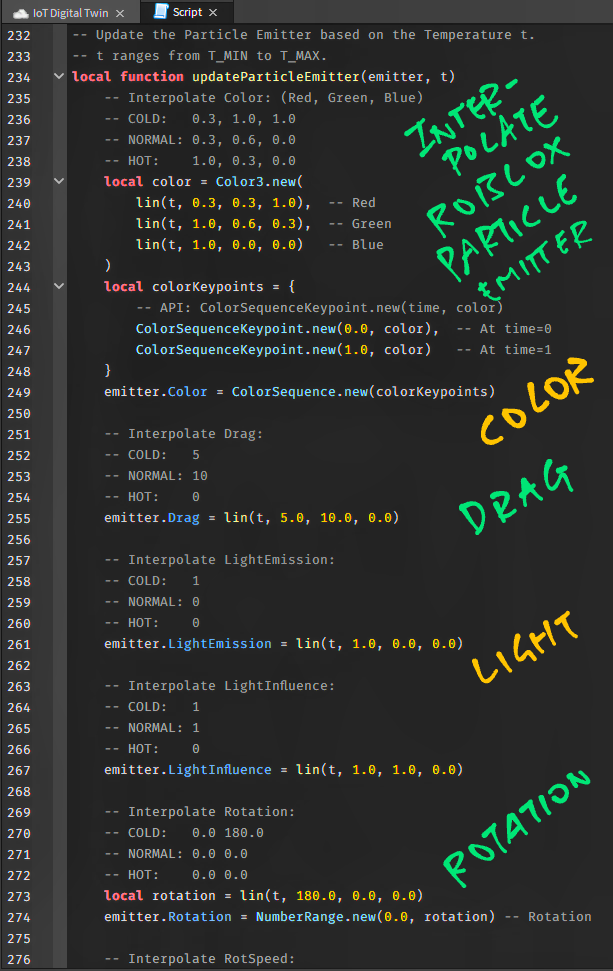 IoT Digital Twin × Script ×
232 -- Update the Particle Emitter based on the Temperature t.
233 -- t ranges from T_MIN to T_MAX.
234 local function updateParticleEmitter(emitter, t)
235 -- Interpolate Color: (Red, Green, Blue)
236 -- COLD: 0.3, 1.0, 1.0
237 -- NORMAL: 0.3, 0.6, 0.0
238 -- HOT: 1.0, 0.3, 0.0
239 local color = Color3.new(
240 lin(t, 0.3, 0.3, 1.0), -- Red
241 lin(t, 1.0, 0.6, 0.3), -- Green
242 lin(t, 1.0, 0.0, 0.0) -- Blue
243 )
244 local colorKeypoints = {
245 -- API: ColorSequenceKeypoint.new(time, color)
246 ColorSequenceKeypoint.new(0.0, color), -- At time=0
247 ColorSequenceKeypoint.new(1.0, color) -- At time=1
248 }
249 emitter.Color = ColorSequence.new(colorKeypoints)
250
251 -- Interpolate Drag:
252 -- COLD: 5
253 -- NORMAL: 10
254 -- HOT: 0
255 emitter.Drag = lin(t, 5.0, 10.0, 0.0)
256
257 -- Interpolate LightEmission:
258 -- COLD: 1
259 -- NORMAL: 0
260 -- HOT: 0
261 emitter.LightEmission = lin(t, 1.0, 0.0, 0.0)
262
263 -- Interpolate LightInfluence:
264 -- COLD: 1
265 -- NORMAL: 1
266 -- HOT: 0
267 emitter.LightInfluence = lin(t, 1.0, 1.0, 0.0)
268
269 -- Interpolate Rotation:
270 -- COLD: 0.0 180.0
271 -- NORMAL: 0.0 0.0
272 -- HOT: 0.0 0.0
273 local rotation = lin(t, 180.0, 0.0, 0.0)
274 emitter.Rotation = NumberRange.new(0.0, rotation) -- Rotation
275
276 -- Interpolate RotSpeed:
INTER-
POLATE
ROBLOX
PARTICLE
EMITTER
COLOR
DRAG
LIGHT
ROTATION